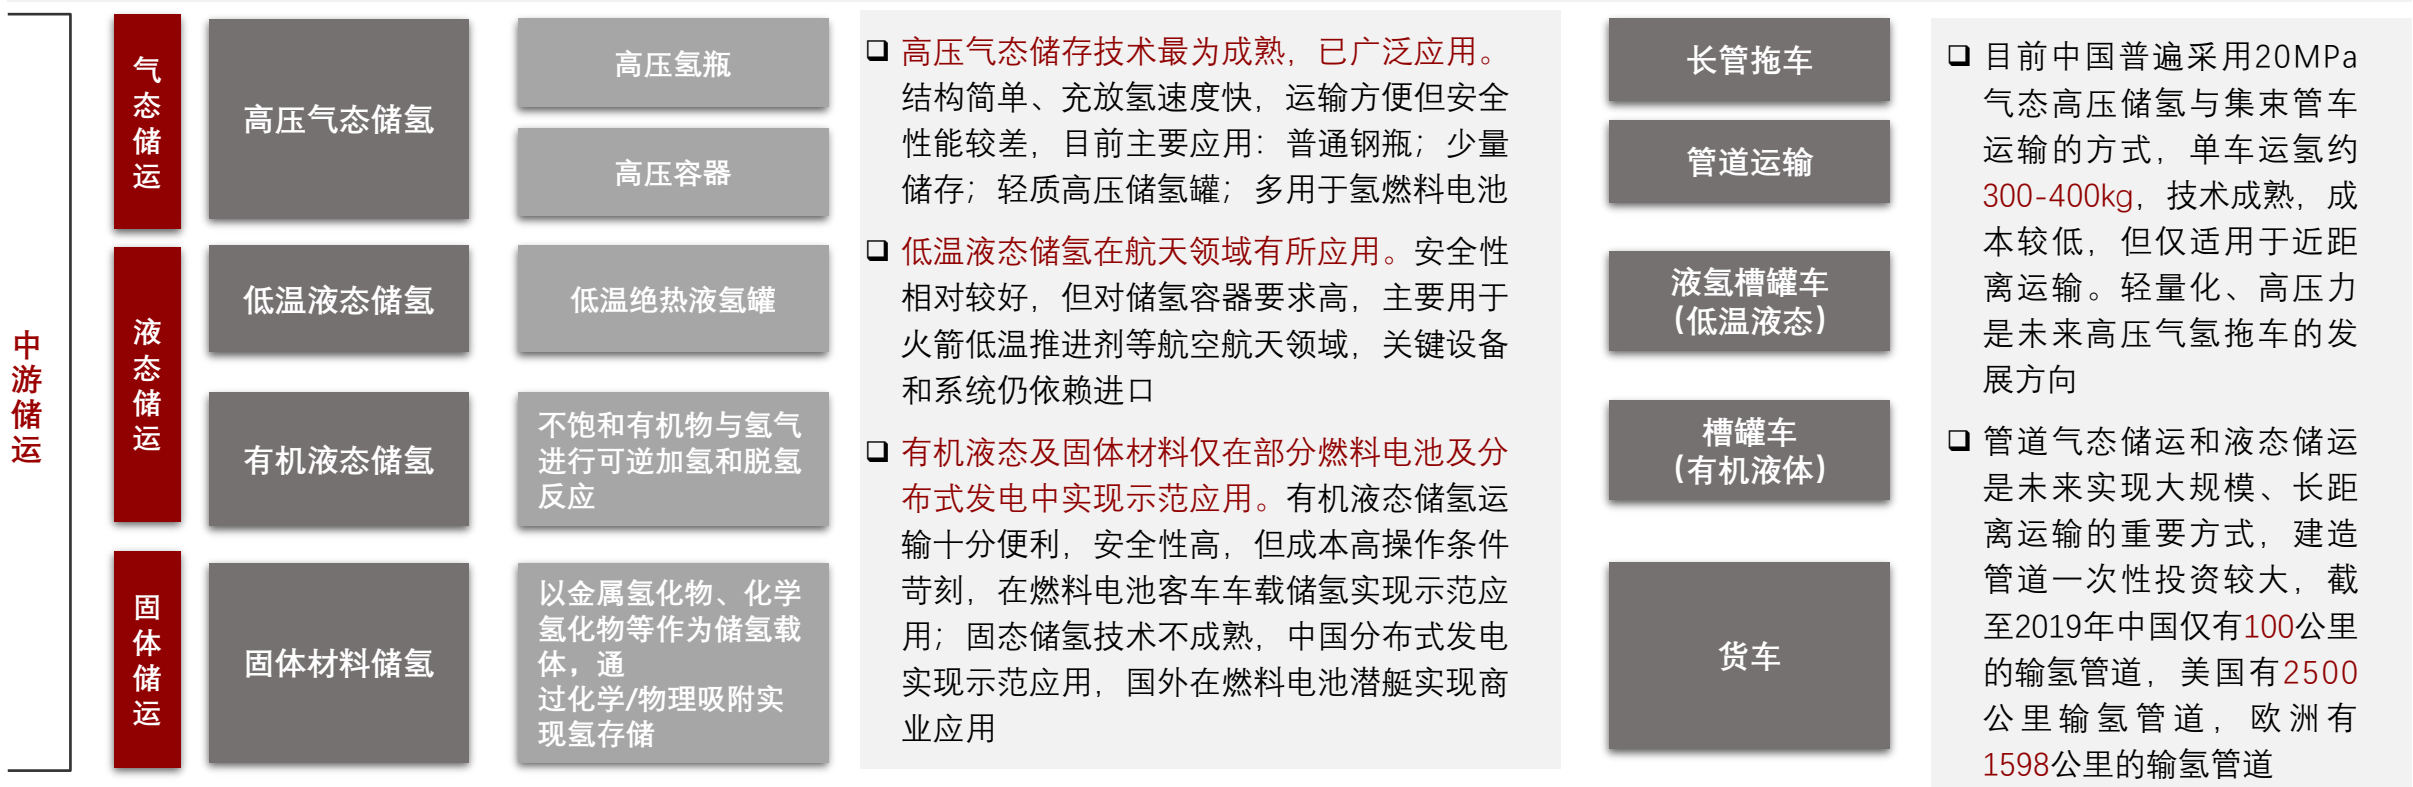 中游储运
气态储运
高压气态储氢
高压氢瓶
高压容器
液态储运
低温液态储氢
低温绝热液氢罐
有机液态储氢
不饱和有机物与氢气
进行可逆加氢和脱氢
反应
固体储运
固体材料储氢
以金属氢化物、化学
氢化物等作为储氢载
体，通
过化学/物理吸附实
现氢存储
高压气态储存技术最为成熟，已广泛应用。
结构简单、充放氢速度快，运输方便但安全
性能较差，目前主要应用：普通钢瓶；少量
储存；轻质高压储氢罐；多用于氢燃料电池
低温液态储氢在航天领域有所应用。安全性
相对较好，但对储氢容器要求高，主要用于
火箭低温推进剂等航空航天领域，关键设备
和系统仍依赖进口
有机液态及固体材料仅在部分燃料电池及分
布式发电中实现示范应用。有机液态储氢运
输十分便利，安全性高，但成本高操作条件
苛刻，在燃料电池客车车载储氢实现示范应
用；固态储氢技术不成熟，中国分布式发电
实现示范应用，国外在燃料电池潜艇实现商
业应用
长管拖车
管道运输
液氢槽罐车
（低温液态）
槽罐车
（有机液体）
货车
目前中国普遍采用20MPa
气态高压储氢与集束管车
运输的方式，单车运氢约
300-400kg，技术成熟，成
本较低，但仅适用于近距
离运输。轻量化、高压力
是未来高压气氢拖车的发
展方向
管道气态储运和液态储运
是未来实现大规模、长距
离运输的重要方式，建造
管道一次性投资较大，截
至2019年中国仅有100公里
的输氢管道，美国有2500
公里输氢管道，欧洲有
1598公里的输氢管道